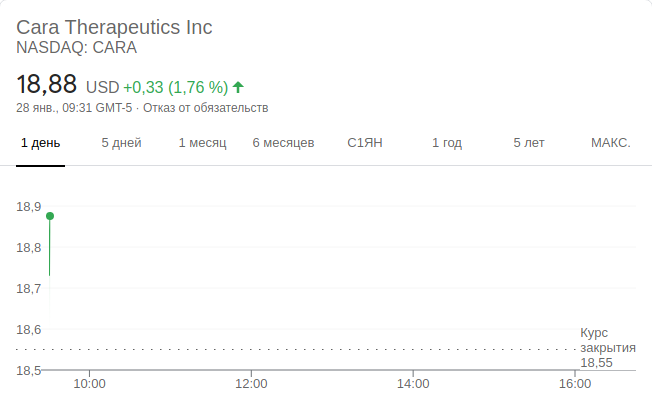 Cara Therapeutics Inc
NASDAQ: CARA
18,88 USD +0,33 (1,76 %)
28 янв., 09:31 GMT-5 · Отказ от обязательств
1 день 5 дней 1 месяц 6 месяцев С1ЯН 1 год 5 лет МАКС.
18,9
18,8
18,7
18,6
Курс
закрытия
18,55
18,5
10:00 12:00 14:00 16:00